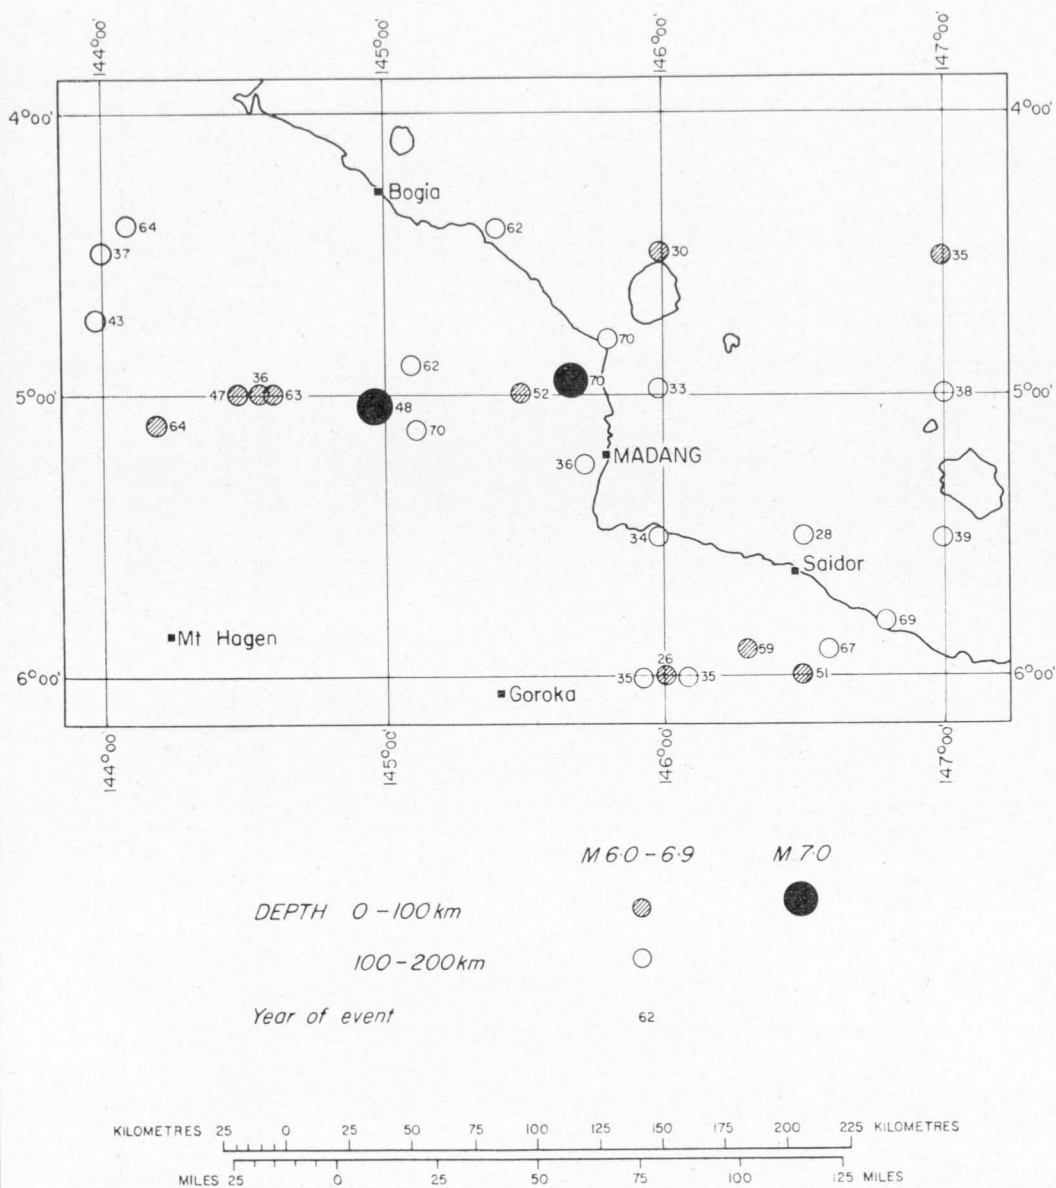 144°00' 145°00' 146°00' 147°00'
4°00' 4°00'
Bogia
64
62
37
30
35
43
70
62
36
70
33
38
5°00' 47 63 52 5°00'
48
64
70
36
MADANG
34
28
39
Saidor
69
Mt Hagen
59
67
26
6°00' 35 35 51 6°00'
Goroka
144°00' 145°00' 146°00' 147°00'
M 6·0 – 6·9 M 7·0
DEPTH 0 – 100 km
100 – 200 km
Year of event 62
KILOMETRES 25 0 25 50 75 100 125 150 175 200 225 KILOMETRES
MILES 25 0 25 50 75 100 125 MILES